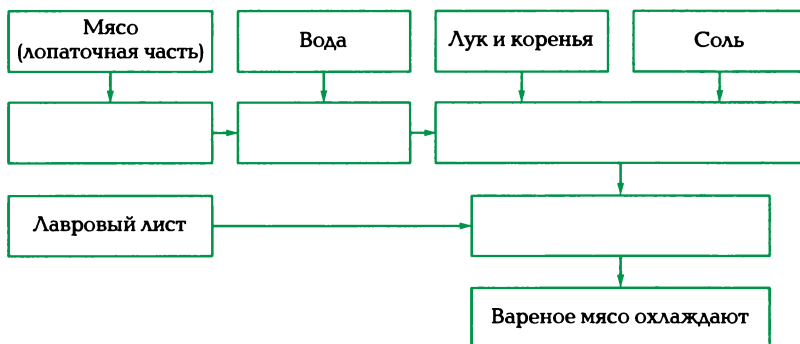 Мясо
(лопаточная часть)
Вода
Лук и коренья
Соль
Лавровый лист
Вареное мясо охлаждают